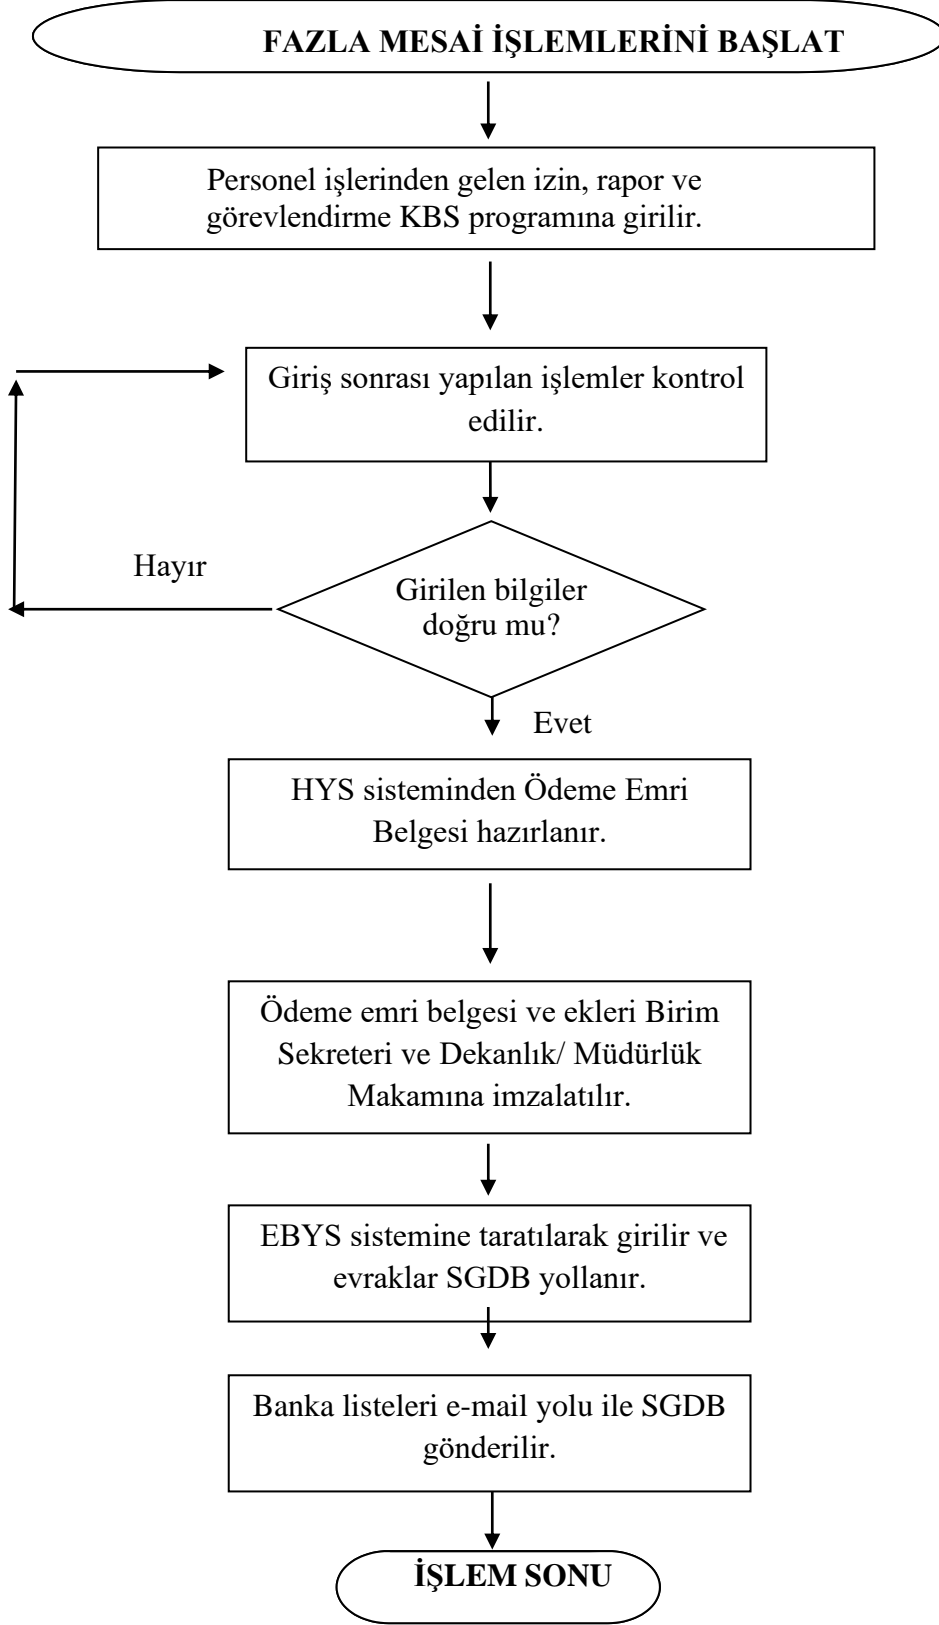 FAZLA MESAİ İŞLEMLERİNİ BAŞLAT
Personel işlerinden gelen izin, rapor ve
görevlendirme KBS programına girilir.
Giriş sonrası yapılan işlemler kontrol
edilir.
Hayır
Girilen bilgiler
doğru mu?
Evet
HYS sisteminden Ödeme Emri
Belgesi hazırlanır.
Ödeme emri belgesi ve ekleri Birim
Sekreteri ve Dekanlık/ Müdürlük
Makamına imzalatılır.
EBYS sistemine taratılarak girilir ve
evraklar SGDB yollanır.
Banka listeleri e-mail yolu ile SGDB
gönderilir.
İŞLEM SONU